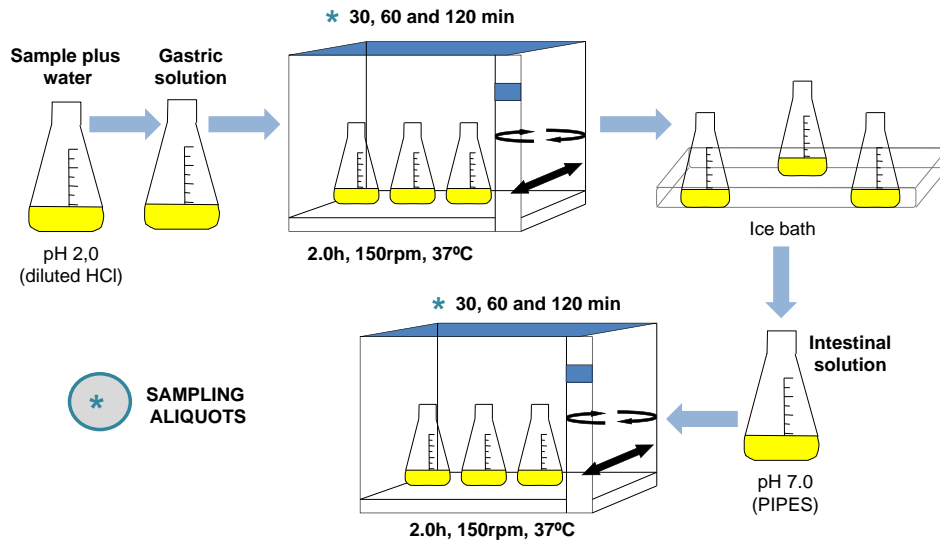 * 30, 60 and 120 min
Sample plus
water
Gastric
solution
pH 2,0
(diluted HCl)
2.0h, 150rpm, 37ºC
Ice bath
* 30, 60 and 120 min
Intestinal
solution
*
SAMPLING
ALIQUOTS
pH 7.0
(PIPES)
2.0h, 150rpm, 37ºC